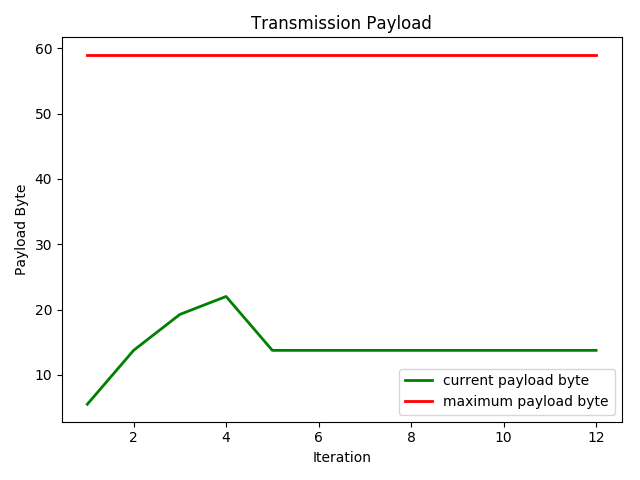 Transmission Payload
60
50
40
30
20
10
Payload Byte
current payload byte
maximum payload byte
2 4 6 8 10 12
Iteration